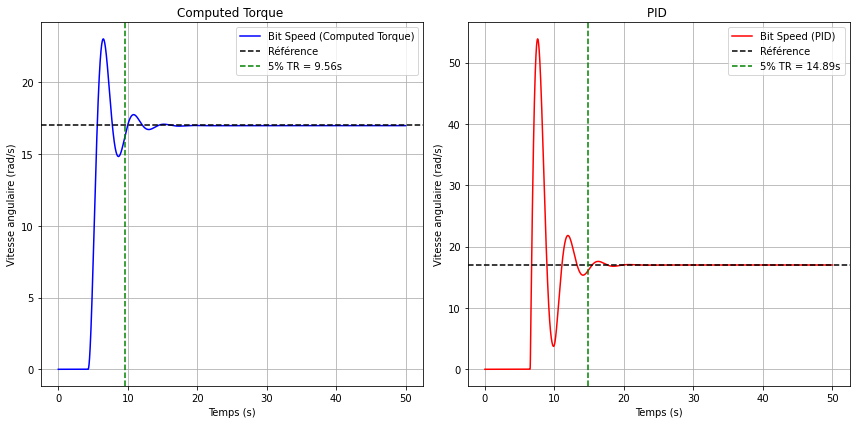 Computed Torque
Vitesse angulaire (rad/s)
20
15
10
5
0
Bit Speed (Computed Torque)
Référence
5% TR = 9.56s
0
10
20
30
40
50
Temps (s)
PID
Vitesse angulaire (rad/s)
50
40
30
20
10
0
Bit Speed (PID)
Référence
5% TR = 14.89s
0
10
20
30
40
50
Temps (s)